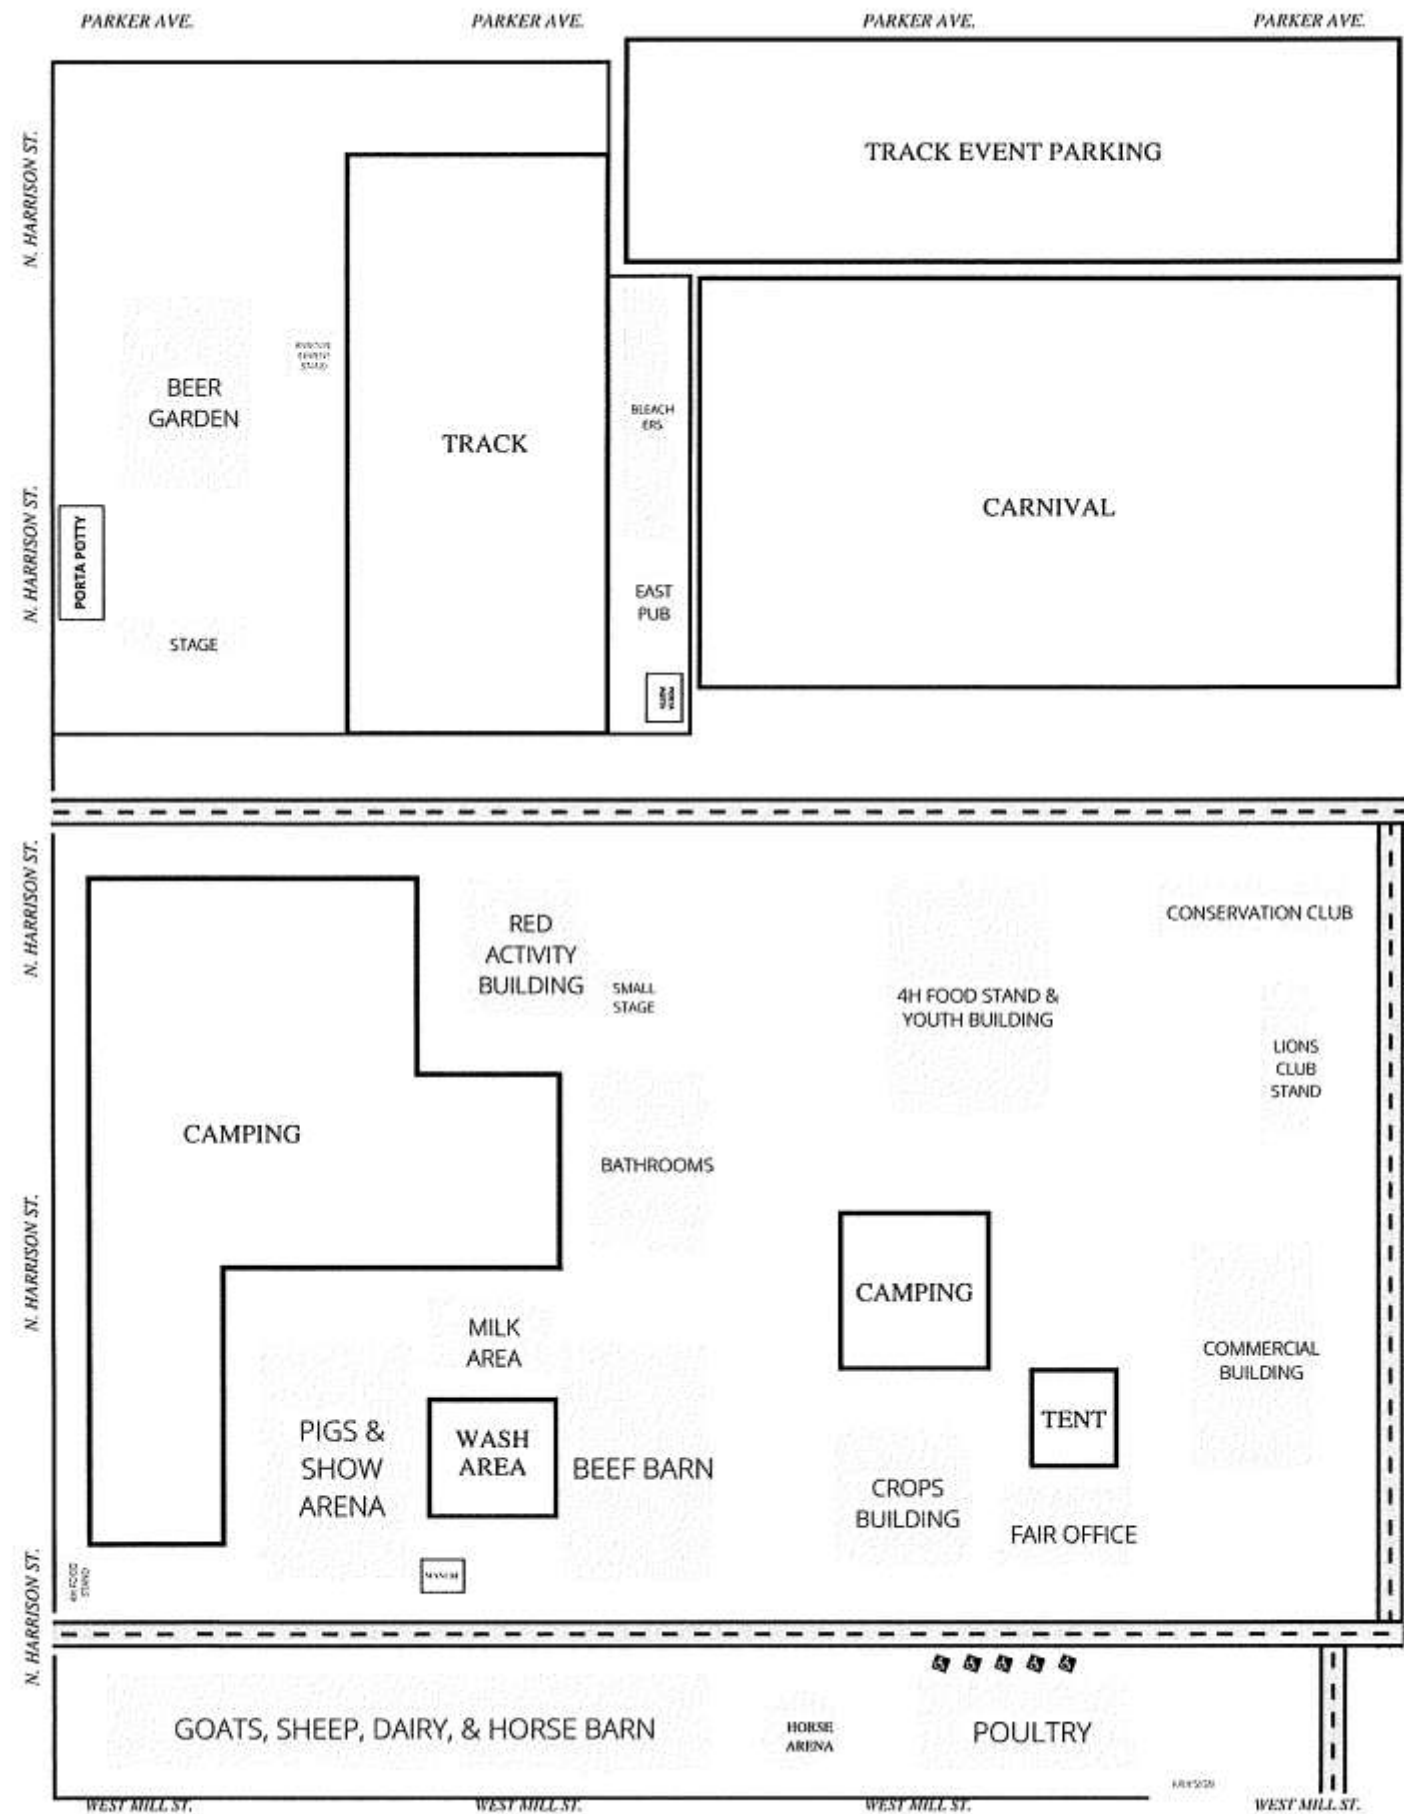 PARKER AVE.
PARKER AVE.
PARKER AVE.
PARKER AVE.
N. HARRISON ST.
TRACK EVENT PARKING
BEER
GARDEN
TRACK
BLEACH
ERS
CARNIVAL
N. HARRISON ST.
PORTA POTTY
EAST
PUB
STAGE
N. HARRISON ST.
RED
ACTIVITY
BUILDING
SMALL
STAGE
4H FOOD STAND &
YOUTH BUILDING
CONSERVATION CLUB
LIONS
CLUB
STAND
CAMPING
BATHROOMS
N. HARRISON ST.
CAMPING
MILK
AREA
COMMERCIAL
BUILDING
PIGS &
SHOW
ARENA
WASH
AREA
BEEF BARN
TENT
CROPS
BUILDING
FAIR OFFICE
4H FOOD
STAND
N. HARRISON ST.
GOATS, SHEEP, DAIRY, & HORSE BARN
HORSE
ARENA
POULTRY
WEST MILL ST.
WEST MILL ST.
WEST MILL ST.
WEST MILL ST.